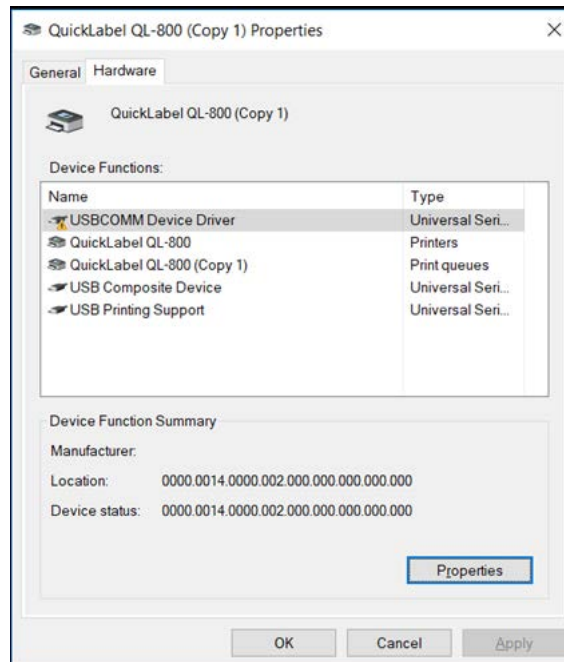 QuickLabel QL-800 (Copy 1) Properties
General Hardware
QuickLabel QL-800 (Copy 1)
Device Functions:
Name Type
USBCOMM Device Driver Universal Seri...
QuickLabel QL-800 Printers
QuickLabel QL-800 (Copy 1) Print queues
USB Composite Device Universal Seri...
USB Printing Support Universal Seri...
Device Function Summary
Manufacturer:
Location: 0000.0014.0000.002.000.000.000.000.000
Device status: 0000.0014.0000.002.000.000.000.000.000
Properties
OK Cancel Apply